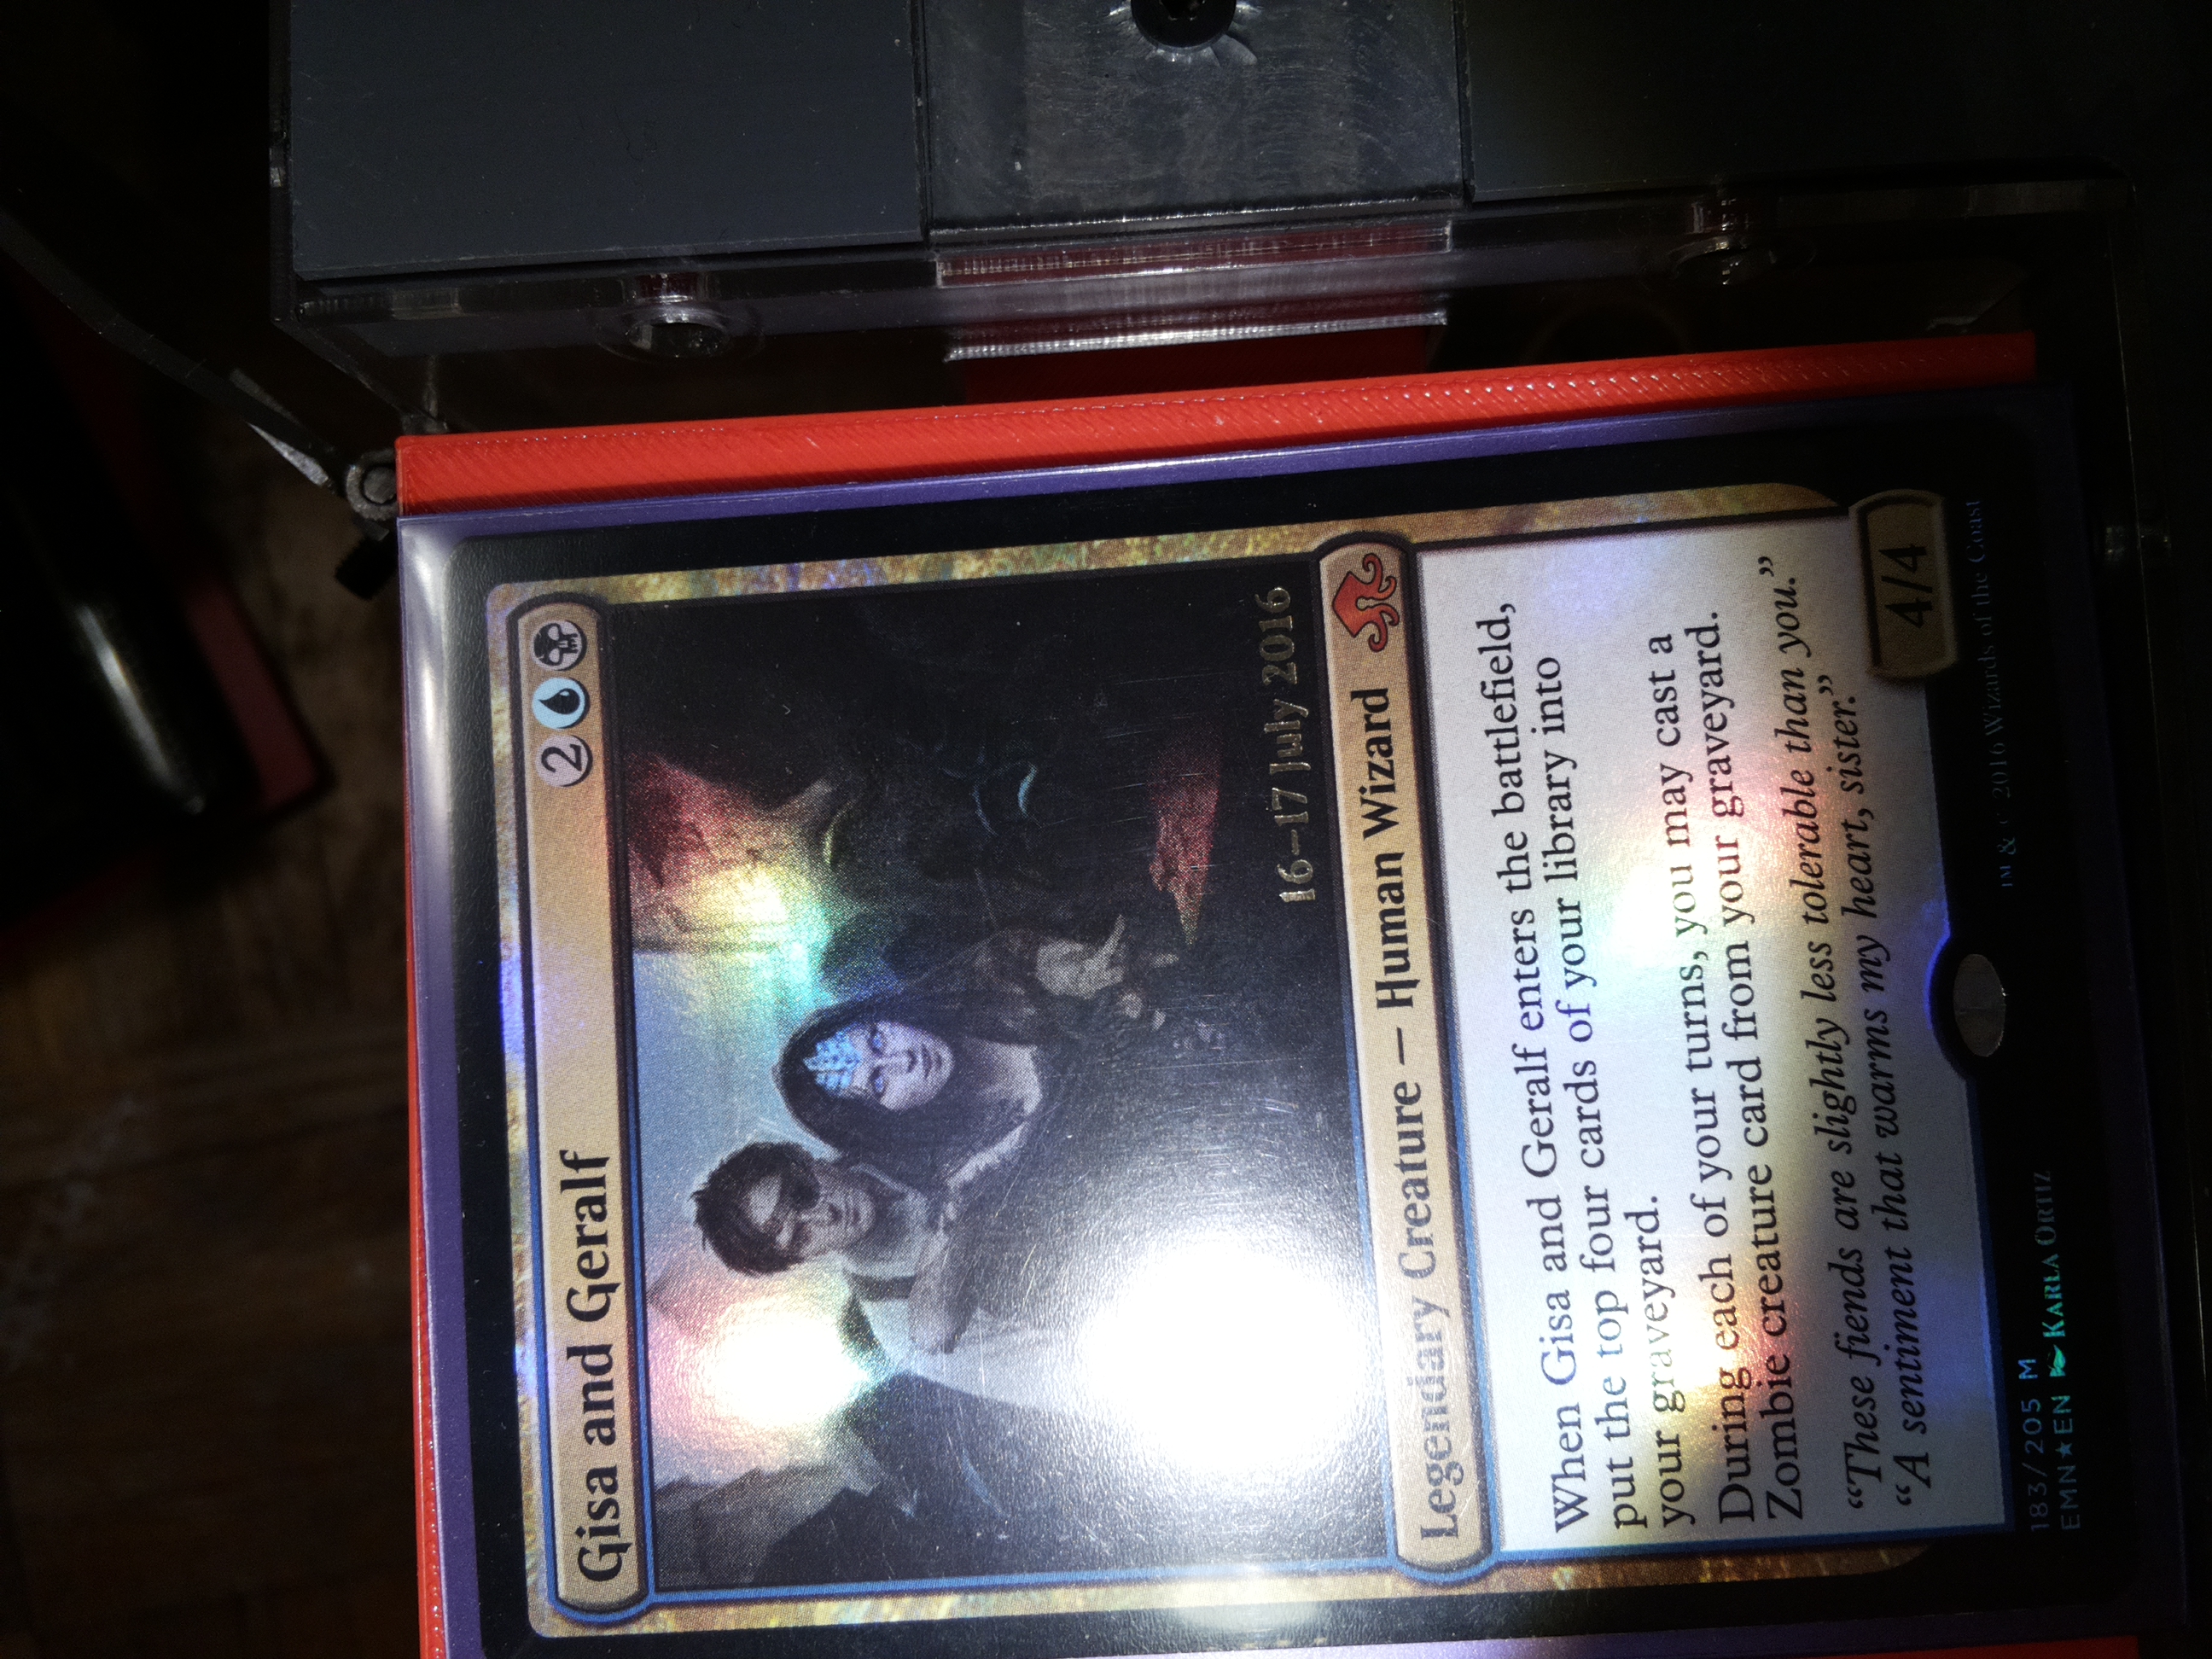 Gisa and Geralf 2
16–17 July 2016
Legendary Creature — Human Wizard
When Gisa and Geralf enters the battlefield,
put the top four cards of your library into
your graveyard.
During each of your turns, you may cast a
Zombie creature card from your graveyard.
“These fiends are slightly less tolerable than you.”
“A sentiment that warms my heart, sister.”
4/4
183/205 M
EMN★EN KARLA ORTIZ
TM & © 2016 Wizards of the Coast